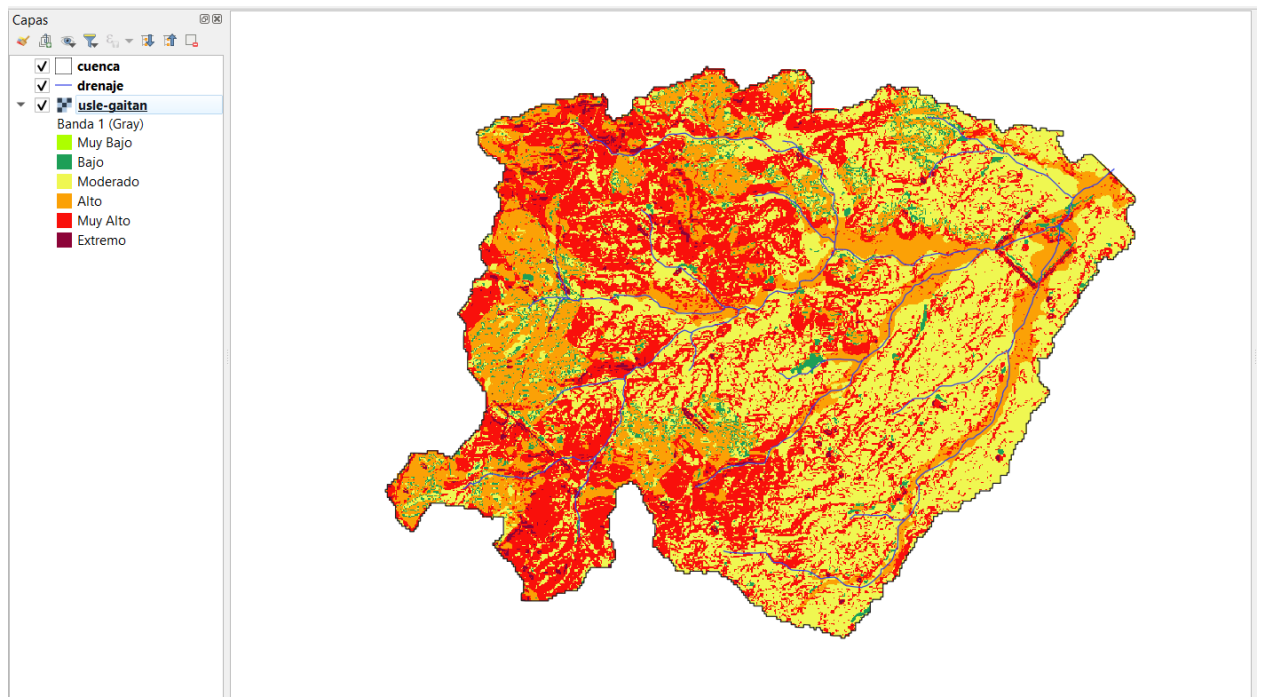 Capas
cuenca
drenaje
usle-gaitan
Banda 1 (Gray)
Muy Bajo
Bajo
Moderado
Alto
Muy Alto
Extremo